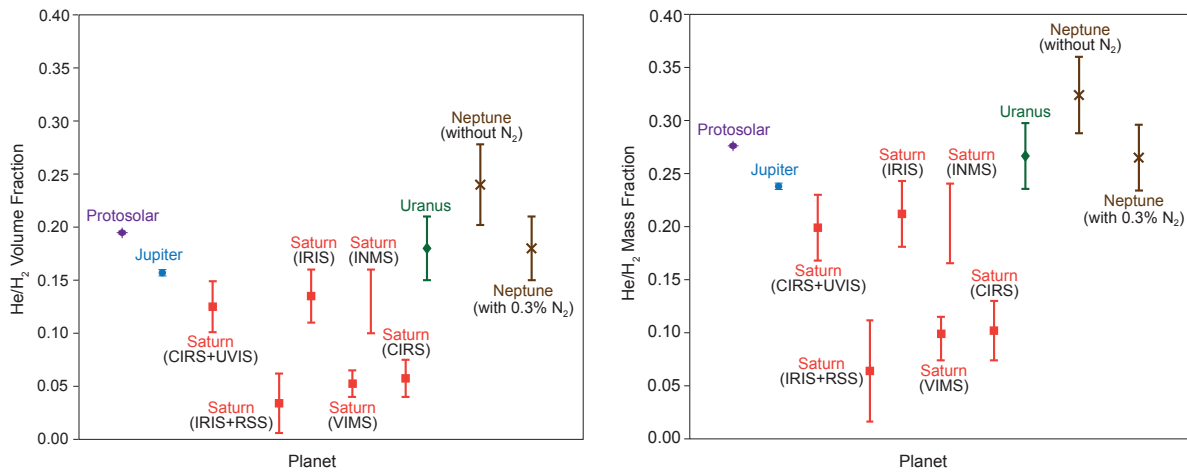 He/H2 Volume Fraction
0.40
0.35
0.30
0.25
0.20
0.15
0.10
0.05
0.00
Protosolar
Jupiter
Saturn
(CIRS+UVIS)
Saturn
(IRIS+RSS)
Saturn
(IRIS)
Saturn
(INMS)
Saturn
(VIMS)
Saturn
(CIRS)
Uranus
Neptune
(without N2)
Neptune
(with 0.3% N2)
Planet
He/H2 Mass Fraction
0.40
0.35
0.30
0.25
0.20
0.15
0.10
0.05
0.00
Protosolar
Jupiter
Saturn
(CIRS+UVIS)
Saturn
(IRIS+RSS)
Saturn
(IRIS)
Saturn
(INMS)
Saturn
(VIMS)
Saturn
(CIRS)
Uranus
Neptune
(without N2)
Neptune
(with 0.3% N2)
Planet